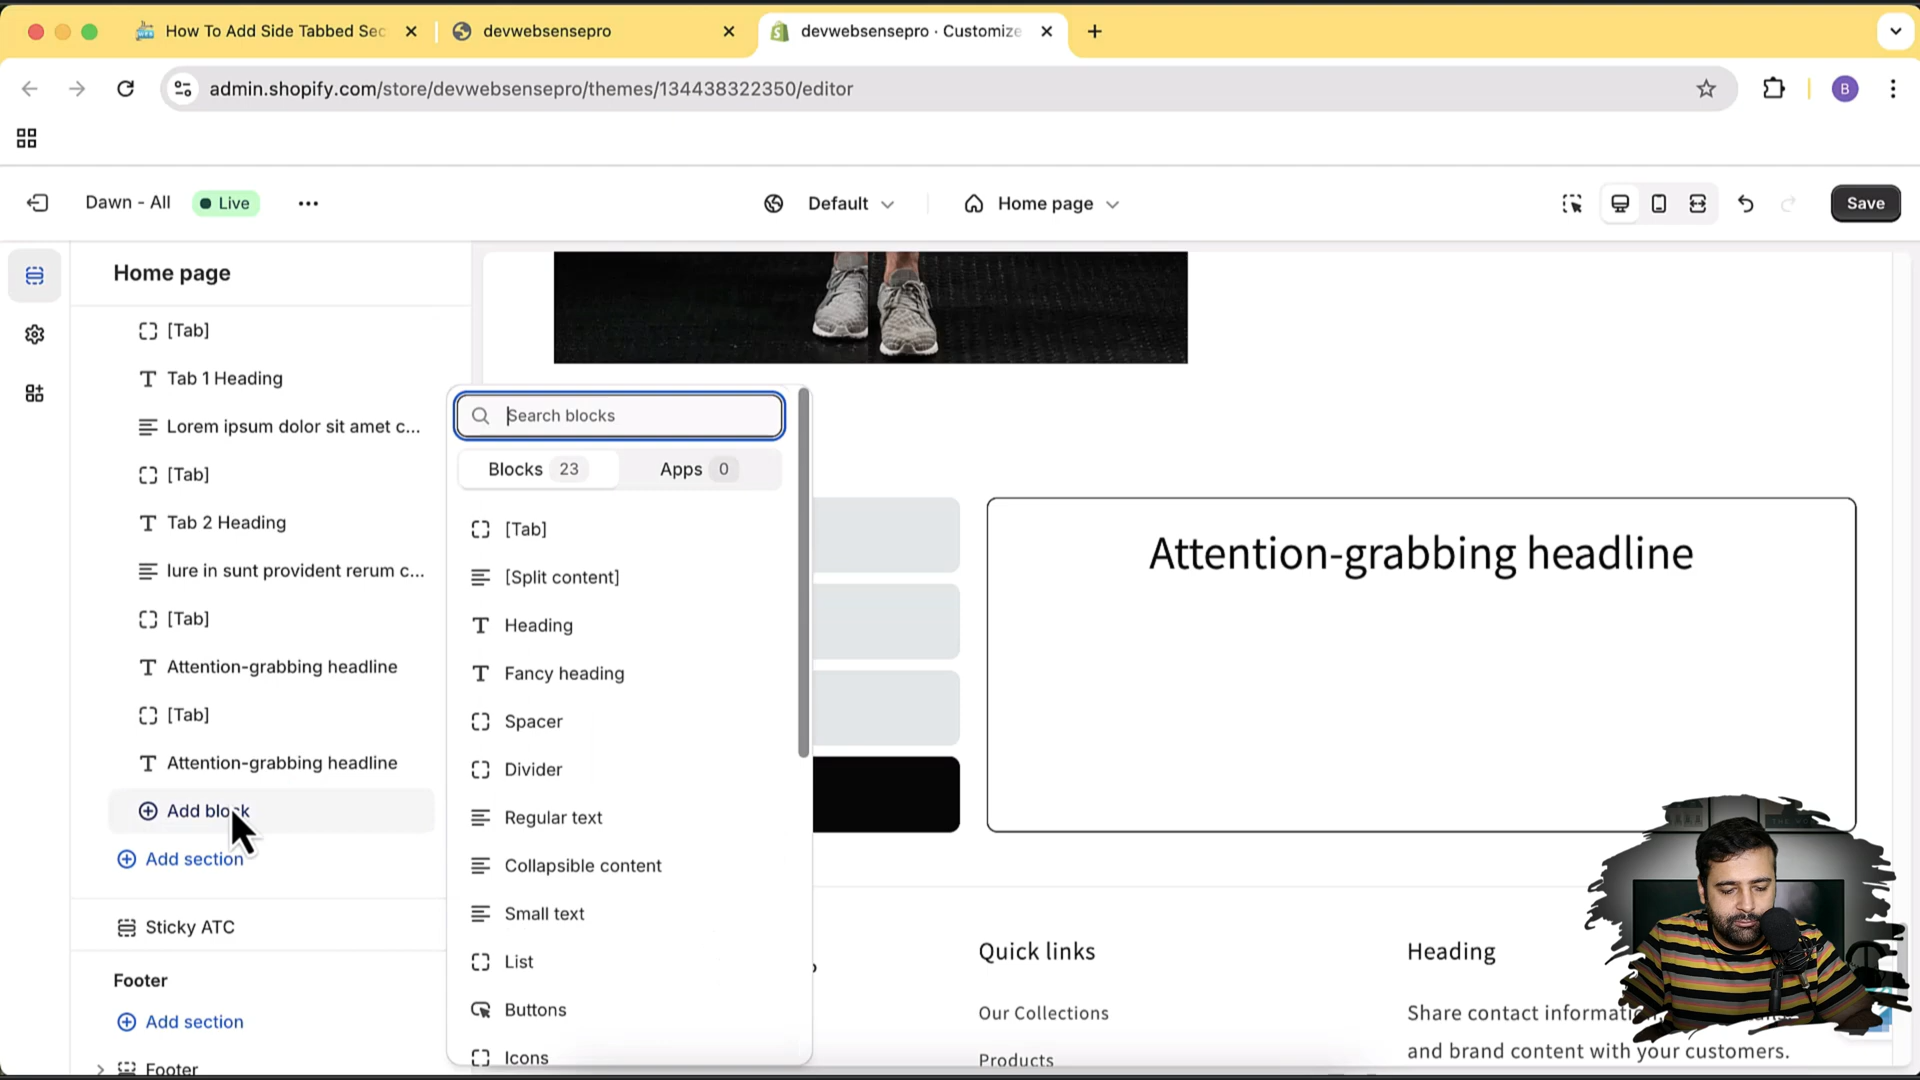 How To Add Side Tabbed Sec
devwebsensepro
devwebsensepro · Customize
admin.shopify.com/store/devwebsensepro/themes/134438322350/editor
B
Dawn - All
Live
Default
Home page
Save
Home page
[Tab]
Tab 1 Heading
Lorem ipsum dolor sit amet c...
[Tab]
Tab 2 Heading
Iure in sunt provident rerum c...
[Tab]
Attention-grabbing headline
[Tab]
Attention-grabbing headline
Add block
Add section
Sticky ATC
Footer
Add section
Footer
Search blocks
Blocks 23
Apps 0
[Tab]
[Split content]
Heading
Fancy heading
Spacer
Divider
Regular text
Collapsible content
Small text
List
Buttons
Icons
Attention-grabbing headline
Quick links
Our Collections
Products
Heading
Share contact information,
and brand content with your customers.